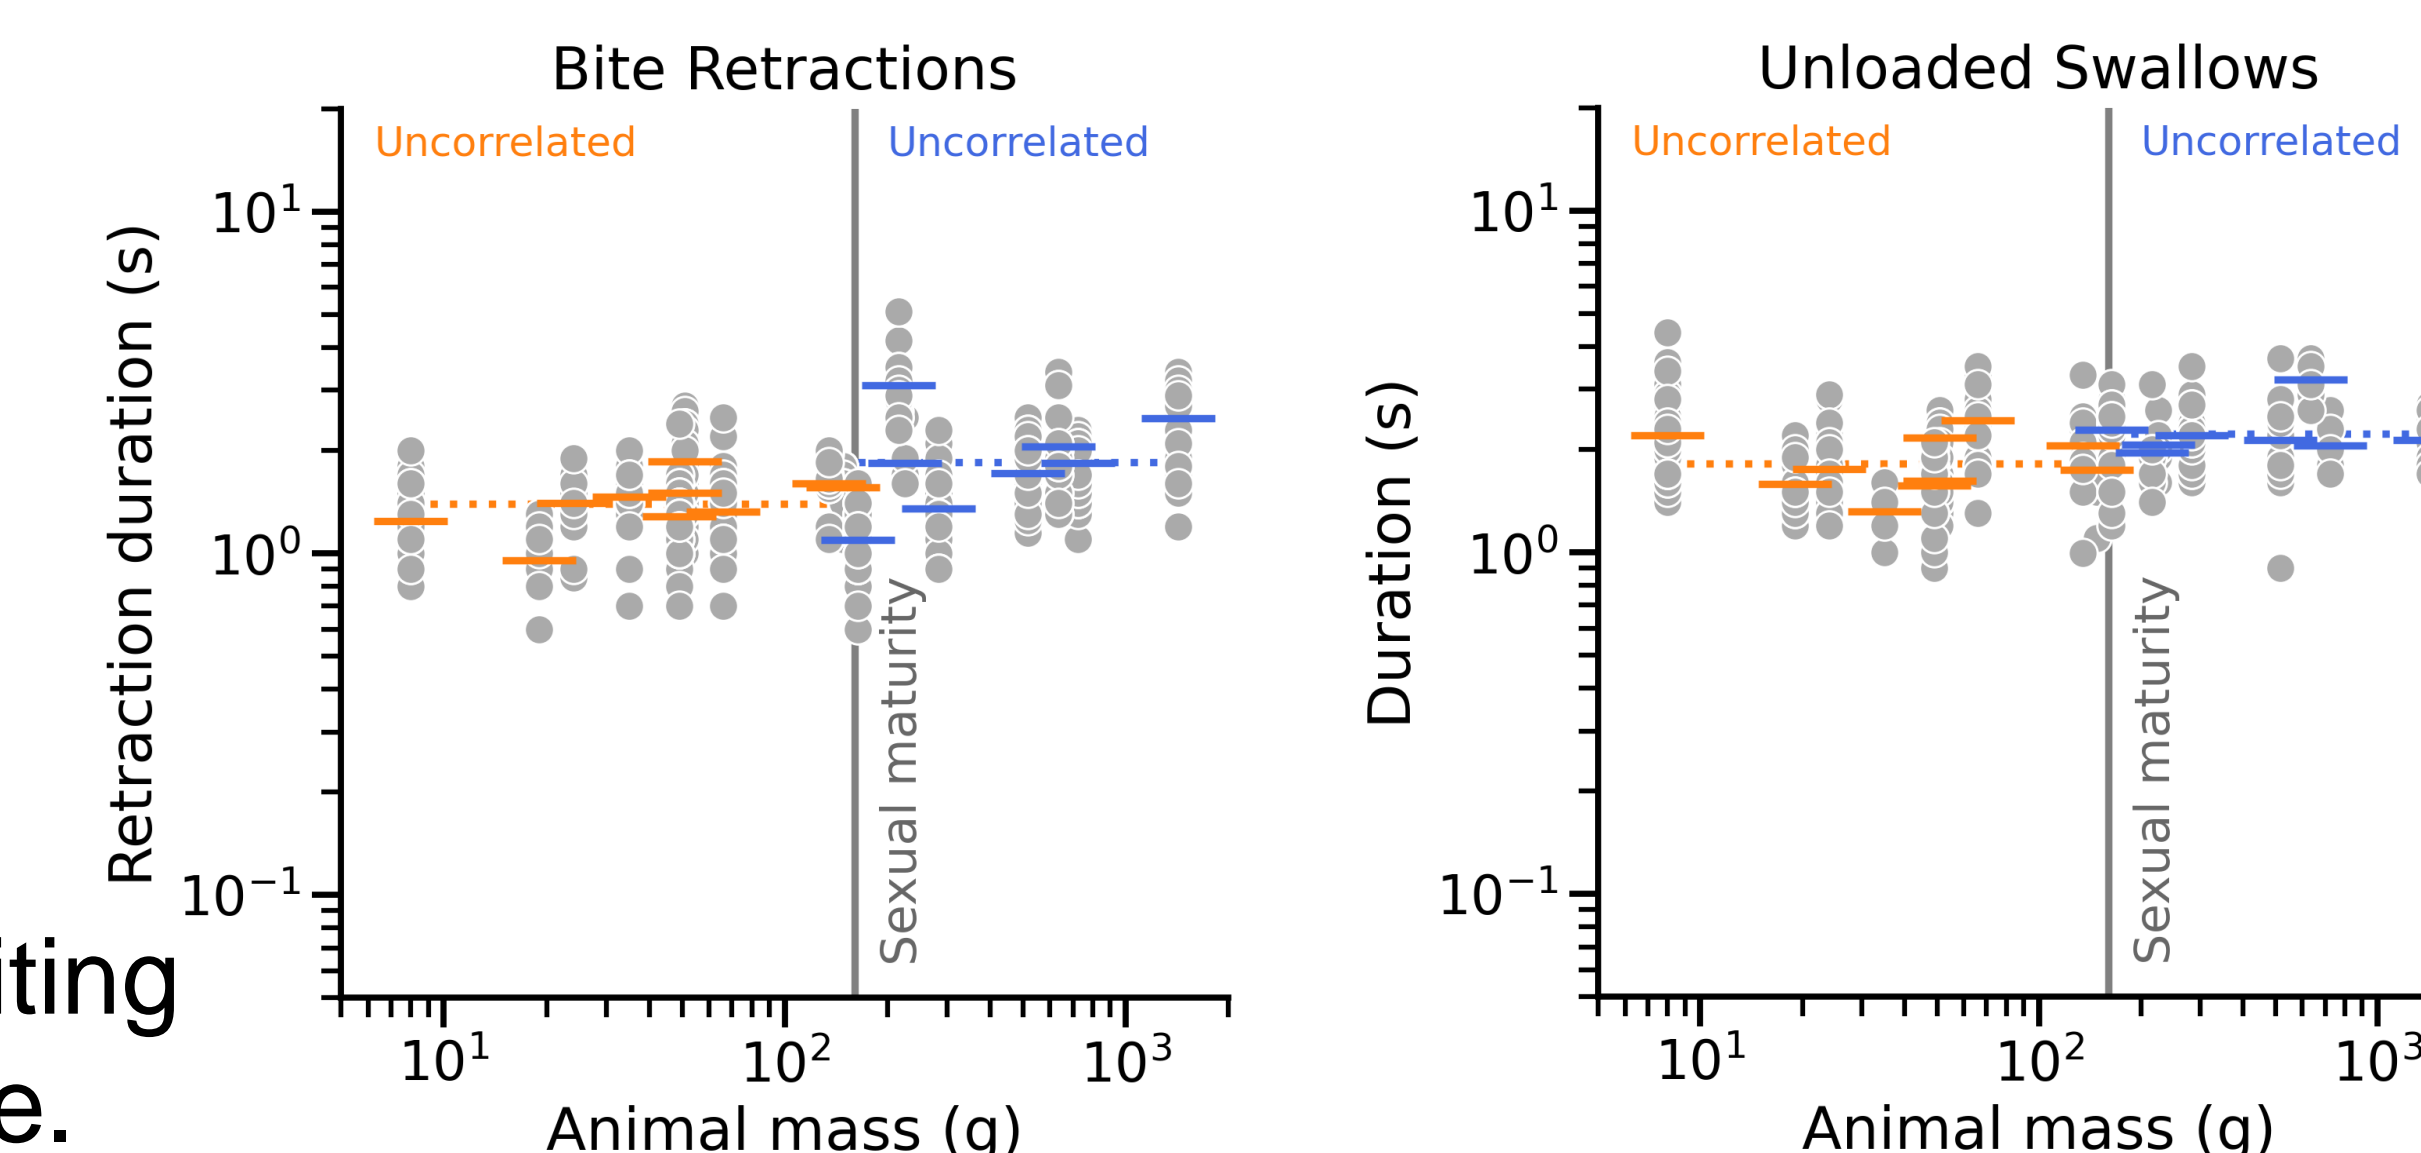 Bite Retractions
Uncorrelated
Uncorrelated
Retraction duration (s)
10¹
10⁰
10⁻¹
Sexual maturity
10¹
10²
10³
Animal mass (g)
Unloaded Swallows
Uncorrelated
Uncorrelated
Duration (s)
10¹
10⁰
10⁻¹
Sexual maturity
10¹
10²
10³
Animal mass (g)
iting
e.